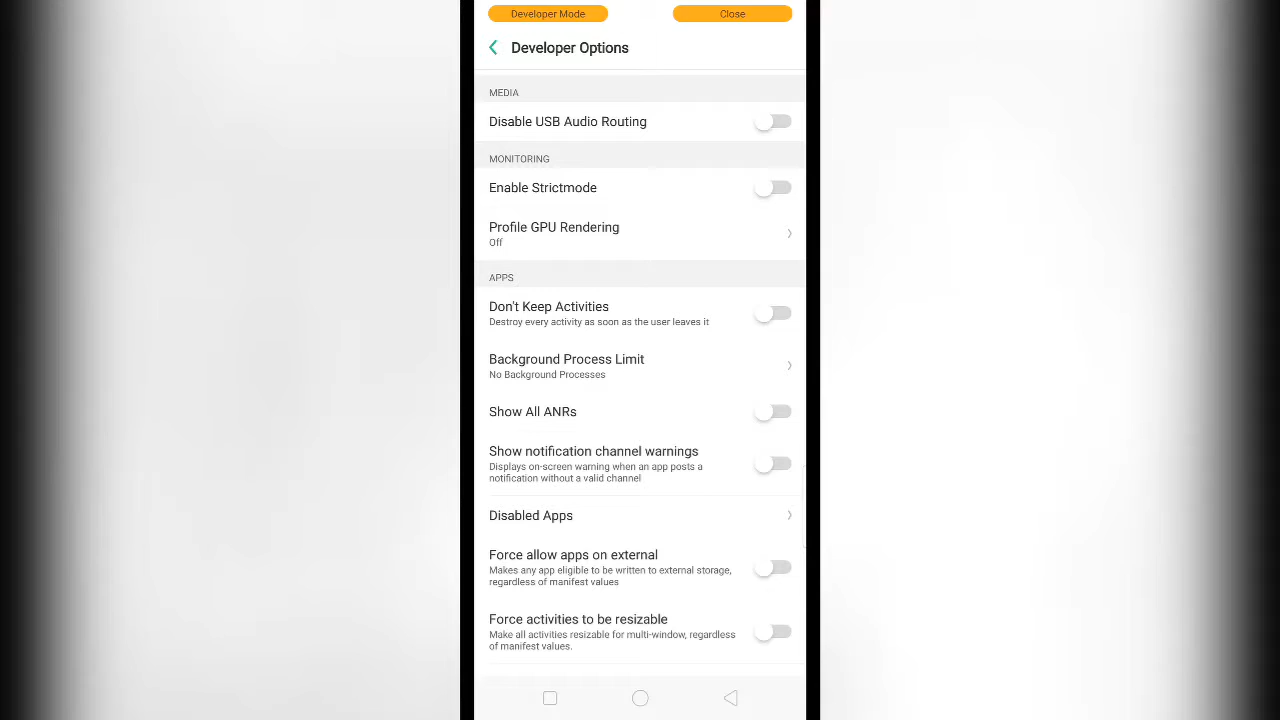 Developer Mode Close
Developer Options
MEDIA
Disable USB Audio Routing
MONITORING
Enable Strictmode
Profile GPU Rendering
Off
APPS
Don't Keep Activities
Destroy every activity as soon as the user leaves it
Background Process Limit
No Background Processes
Show All ANRs
Show notification channel warnings
Displays on-screen warning when an app posts a
notification without a valid channel
Disabled Apps
Force allow apps on external
Makes any app eligible to be written to external storage,
regardless of manifest values
Force activities to be resizable
Make all activities resizable for multi-window, regardless
of manifest values.